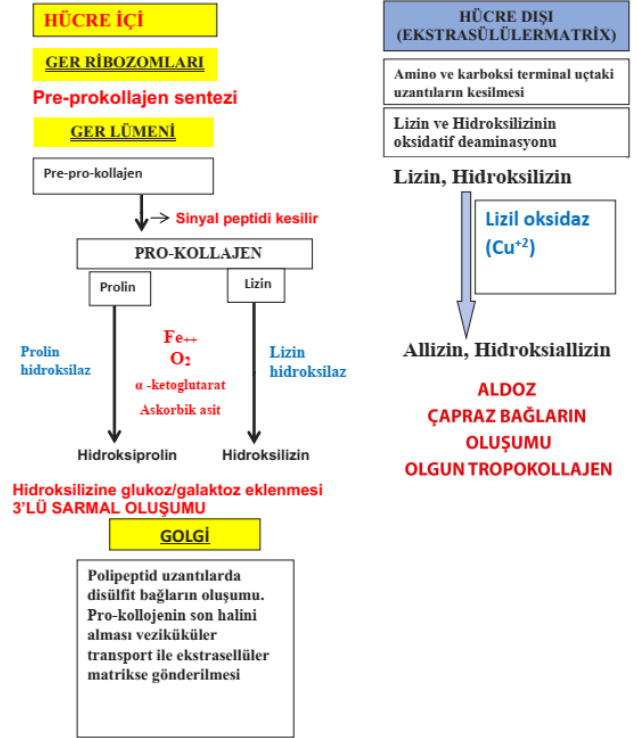 HÜCRE İÇİ
GER RİBOZOMLARI
Pre-prokollajen sentezi
GER LÜMENİ
Pre-pro-kollajen
Sinyal peptidi kesilir
PRO-KOLLAJEN
Prolin
Lizin
Prolin
hidroksilaz
Fe++
O2
α -ketoglutarat
Askorbik asit
Lizin
hidroksilaz
Hidroksiprolin
Hidroksilizin
Hidroksilizine glukoz/galaktoz eklenmesi
3'LÜ SARMAL OLUŞUMU
GOLGİ
Polipeptid uzantılarda
disülfit bağların oluşumu.
Pro-kollojenin son halini
alması veziküküler
transport ile ekstrasellüler
matrikse gönderilmesi
HÜCRE DIŞI
(EKSTRASÜLÜLERMATRİX)
Amino ve karboksi terminal uçtaki
uzantıların kesilmesi
Lizin ve Hidroksilizinin
oksidatif deaminasyonu
Lizin, Hidroksilizin
Lizil oksidaz
(Cu+2)
Allizin, Hidroksiallizin
ALDOZ
ÇAPRAZ BAĞLARIN
OLUŞUMU
OLGUN TROPOKOLLAJEN